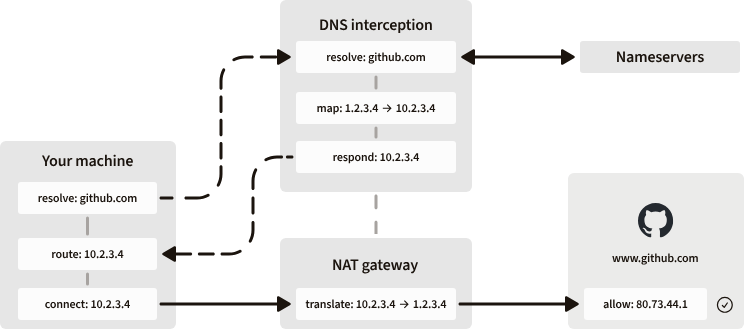 DNS interception
resolve: github.com
Nameservers
map: 1.2.3.4 → 10.2.3.4
respond: 10.2.3.4
Your machine
resolve: github.com
route: 10.2.3.4
connect: 10.2.3.4
NAT gateway
translate: 10.2.3.4 → 1.2.3.4
www.github.com
allow: 80.73.44.1